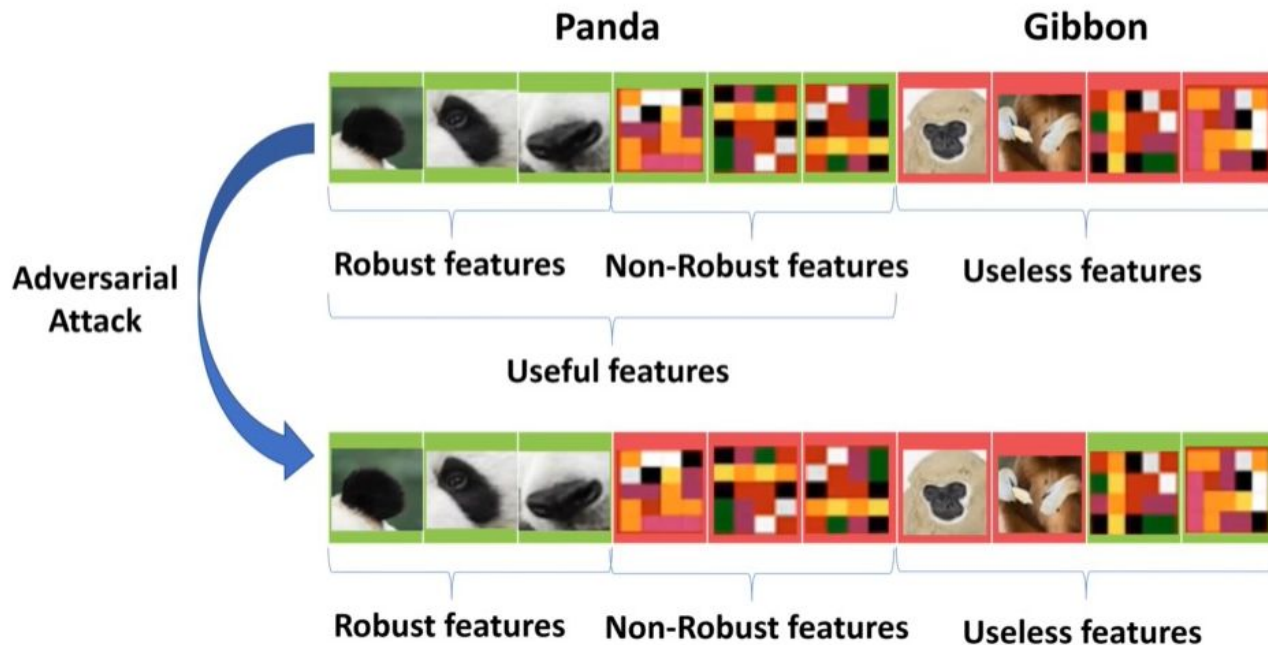 Panda
Gibbon
Robust features
Non-Robust features
Useless features
Adversarial
Attack
Useful features
Robust features
Non-Robust features
Useless features